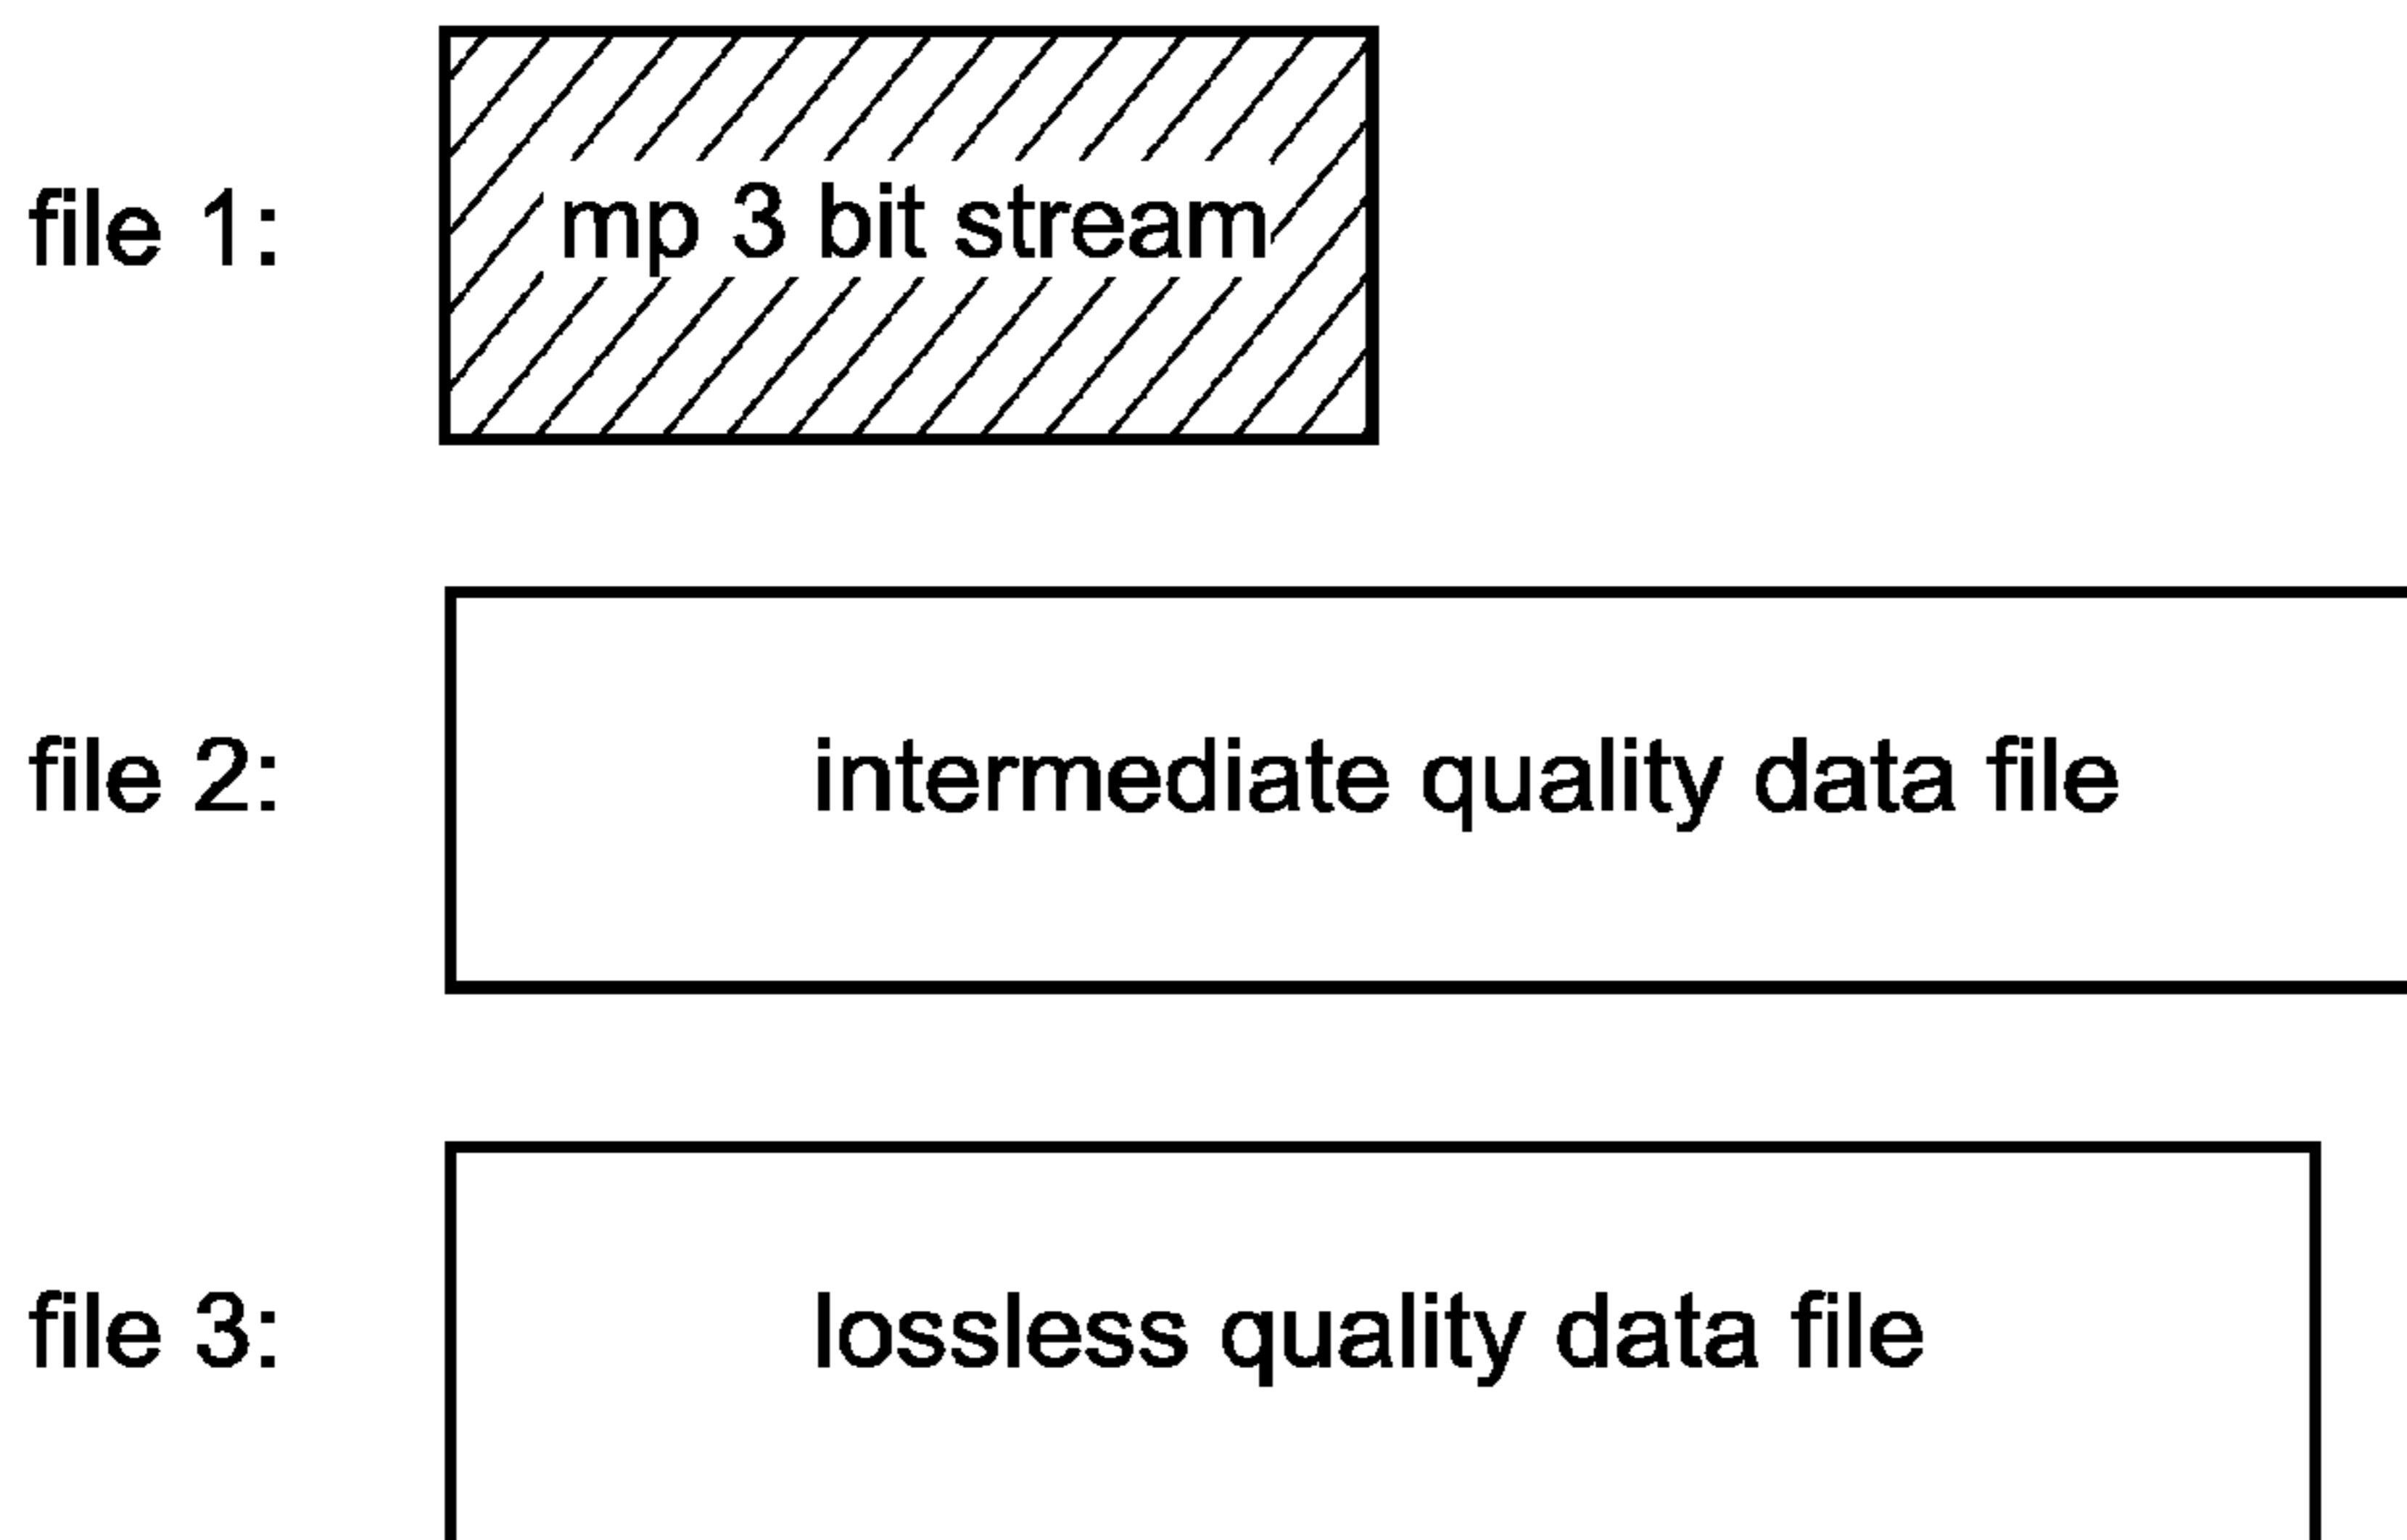 file 1: mp 3 bit stream
file 2: intermediate quality data file
file 3: lossless quality data file